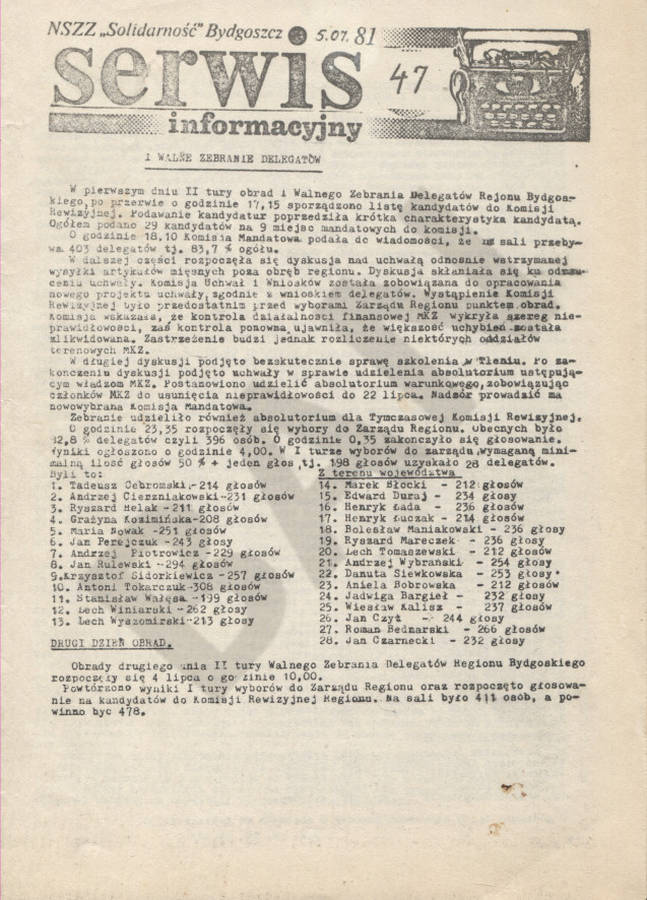 NSZZ „Solidarność" Bydgoszcz 5.07.81
serwis
informacyjny
47
I WALNE ZEBRANIE DELEGATÓW
W pierwszym dniu II tury obrad I Walnego Zebrania Delegatów Rejonu Bydgos-
kiego,po przerwie o godzinie 17,15 sporządzono listę kandydatów do Komisji
Rewizyjnej. Podawanie kandydatur poprzedziła krótka charakterystyka kandydata.
Ogółem podano 29 kandydatów na 9 miejsc mandatowych do komisji.
O godzinie 18,10 Komisja Mandatowa podała do wiadomości, że na sali przeby-
wa 403 delegatów tj. 83,7 % ogółu.
W dalszej części rozpoczęła się dyskusja nad uchwałą odnośnie wstrzymanej
wysyłki artykułów mięsnych poza obręb regionu. Dyskusja skłaniała się ku odrzu-
ceniu uchwały. Komisja Uchwał i Wniosków została zobowiązana do opracowania
nowego projektu uchwały,zgodnie z wnioskiem delegatów. Wystąpienie Komisji
Rewizyjnej było przedostatnim przed wyborami Zarządu Regionu punktem obrad.
Komisja wskazała, że kontrola działalności finansowej MKZ wykryła szereg nie-
prawidłowości, zaś kontrola ponowna ujawniła, że większość uchybień została
zlikwidowana. Zastrzeżenie budzi jednak rozliczenie niektórych oddziałów
terenowych MKZ.
W długiej dyskusji podjęto bezskutecznie sprawę szkolenia w Tleniu. Po za-
kończeniu dyskusji podjęto uchwały w sprawie udzielenia absolutorium ustępują-
cym władzom MKZ. Postanowiono udzielić absolutorium warunkowego,zobowiązując
członków MKZ do usunięcia nieprawidłowości do 22 lipca. Nadzór prowadzić ma
nowowybrana Komisja Mandatowa.
Zebranie udzieliło również absolutorium dla Tymczasowej Komisji Rewizyjnej.
O godzinie 23,35 rozpoczęły się wybory do Zarządu Regionu. Obecnych było
82,8 % delegatów czyli 396 osób. O godzinie 0,35 zakończyło się głosowanie.
Wyniki ogłoszono o godzinie 4,00. W I turze wyborów do zarządu,wymaganą mini-
malną ilość głosów 50 % + jeden głos,tj. 198 głosów uzyskało 28 delegatów.
Byli to:
1. Tadeusz Cebromski,-214 głosów
2. Andrzej Cierzniakowski-231 głosów
3. Ryszard Helak -211 głosów
4. Grażyna Kozimińska-208 głosów
5. Maria Nowak -251 głosów
6. Jan Perejczuk -243 głosy
7. Andrzej Piotrowicz -229 głosów
8. Jan Rulewski -294 głosów
9.Krzysztof Sidorkiewicz - 257 głosów
10. Antoni Tokarczuk-308 głosów
11. Stanisław Wałęsa -199 głosów
12. Lech Winiarski -262 głosy
13. Lech Wyszomirski-213 głosy
Z terenu województwa
14. Marek Błocki - 212 głosów
15. Edward Duraj - 234 głosy
16. Henryk Łada - 236 głosów
17. Henryk Łuczak - 214 głosów
18. Bolesław Maniakowski - 236 głosy
19. Ryszard Mareczek - 236 głosy
20. Lech Tomaszewski - 212 głosów
21. Andrzej Wybrański - 254 głosy
22. Danuta Siewkowska - 253 głosy
23. Aniela Bobrowska - 212 głosów
24. Jadwiga Bargieł - 232 głosy
25. Wiesław Kalisz - 237 głosów
26. Jan Czyż - 244 głosy
27. Roman Bednarski - 266 głosów
28. Jan Czarnecki - 232 głosy
DRUGI DZIEŃ OBRAD.
Obrady drugiego dnia II tury Walnego Zebrania Delegatów Regionu Bydgoskiego
rozpoczęły się 4 lipca o godzinie 10,00.
Powtórzono wyniki I tury wyborów do Zarządu Regionu oraz rozpoczęto głosowa-
nie na kandydatów do Komisji Rewizyjnej Regionu. Na sali było 411 osób, a po-
winno być 478.